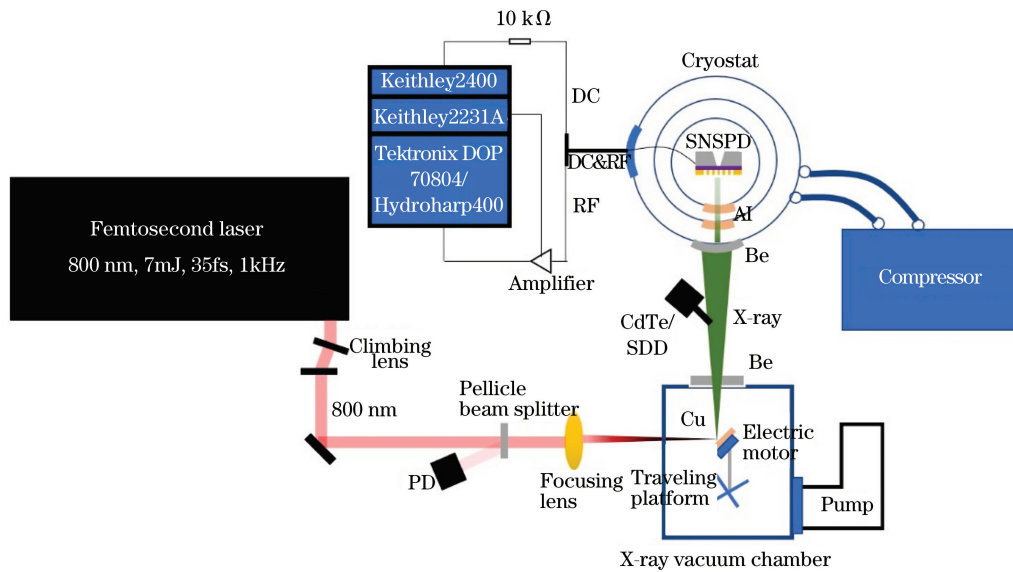 10 kΩ
Cryostat
Keithley2400
Keithley2231A
Tektronix DOP
70804/
Hydroharp400
DC
DC&RF
RF
SNSPD
Al
Be
Amplifier
Femtosecond laser
800 nm, 7mJ, 35fs, 1kHz
Compressor
CdTe/
SDD
X-ray
Climbing
lens
Be
800 nm
Pellicle
beam splitter
Cu
Electric
motor
PD
Focusing
lens
Traveling
platform
Pump
X-ray vacuum chamber